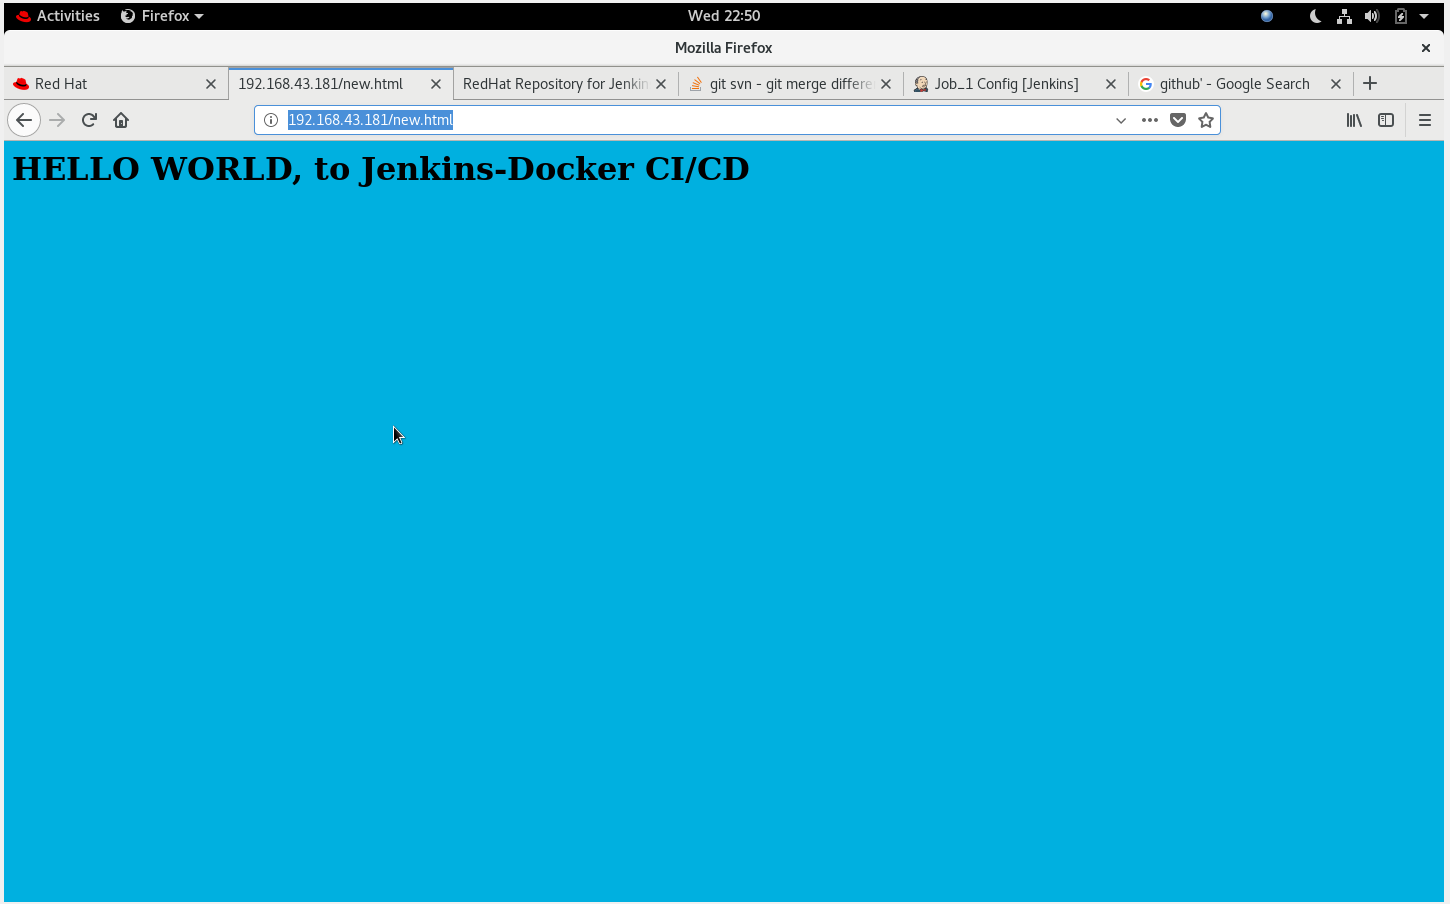 Activities Firefox Wed 22:50
Mozilla Firefox
Red Hat 192.168.43.181/new.html RedHat Repository for Jenkin git svn - git merge differe Job_1 Config [Jenkins] github' - Google Search
192.168.43.181/new.html
HELLO WORLD, to Jenkins-Docker CI/CD